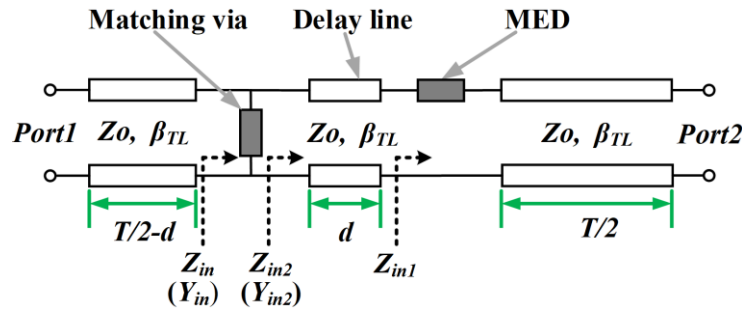 Matching via Delay line MED
Port1 Zo, βTL Zo, βTL Zo, βTL Port2
T/2-d d T/2
Zin Zin2 Zin1
(Yin) (Yin2)